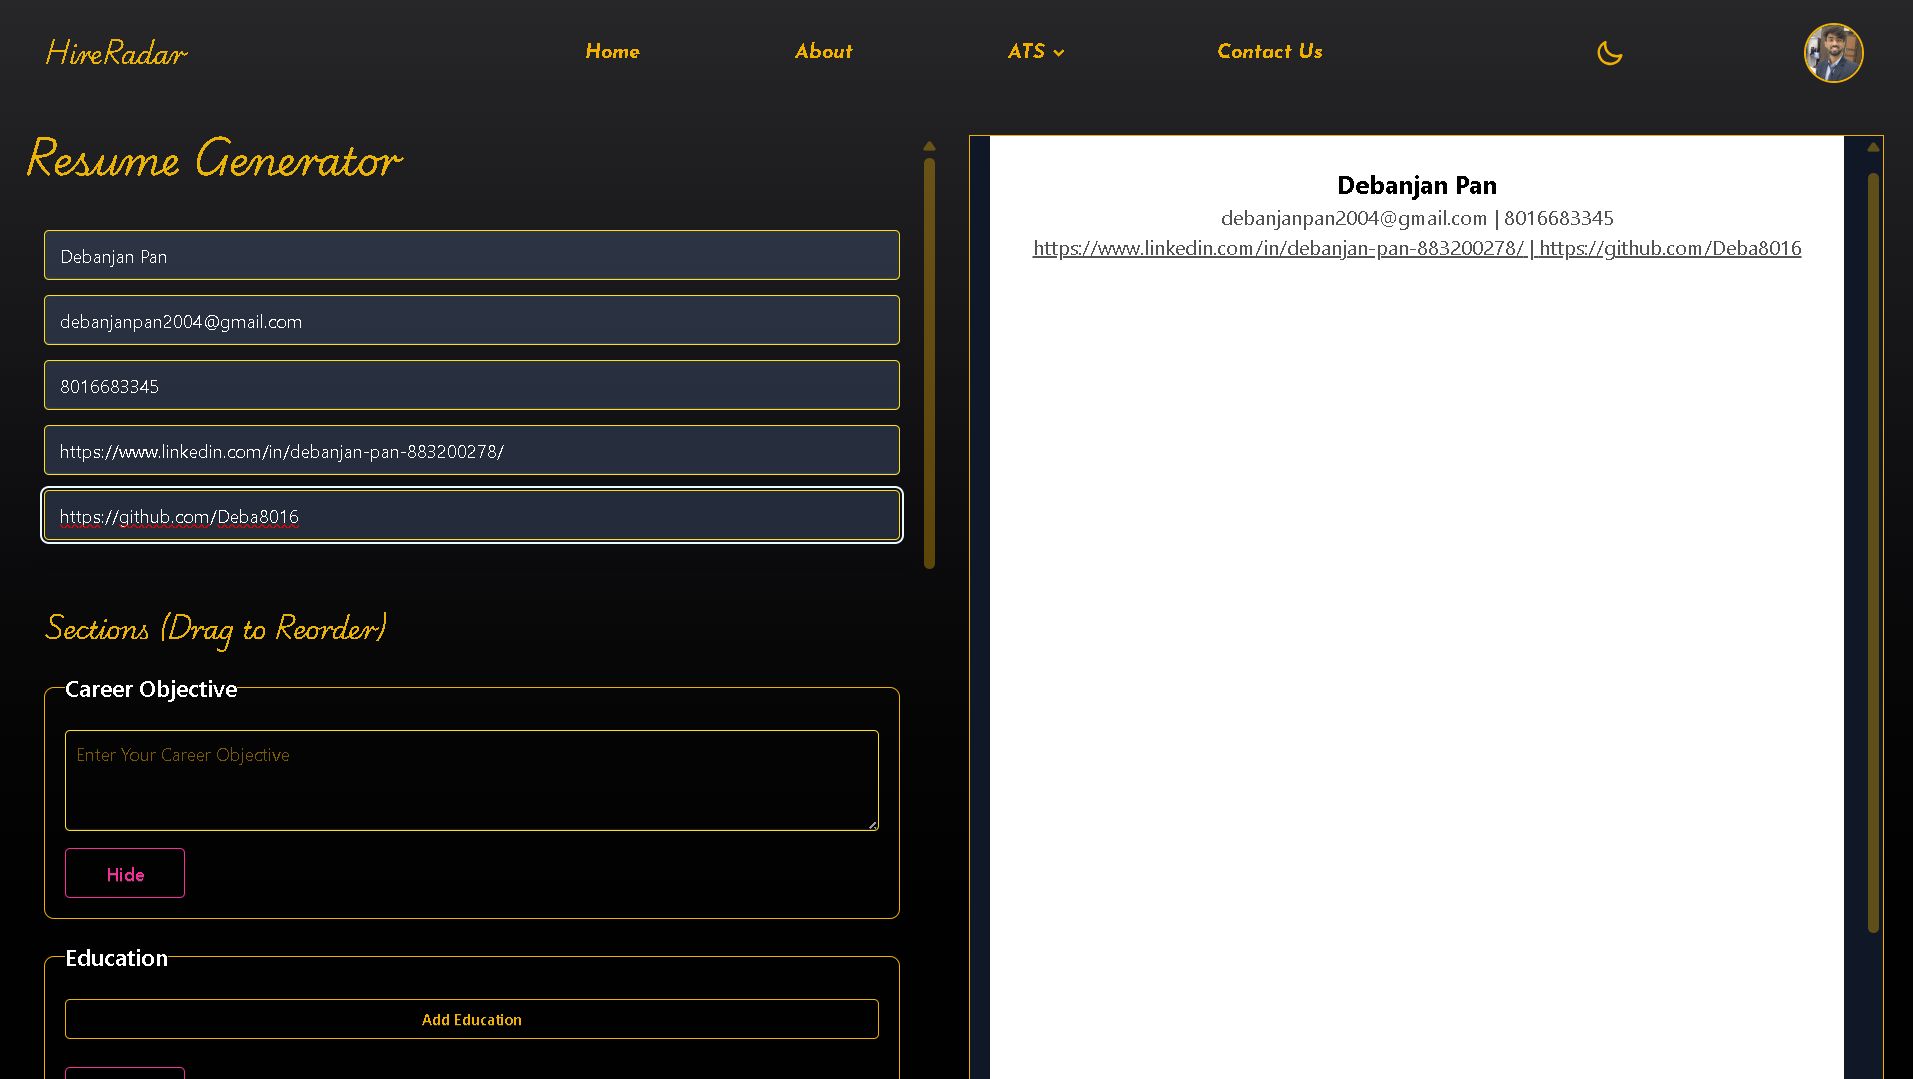 HireRadar
Home
About
ATS
Contact Us
Resume Generator
Debanjan Pan
debanjanpan2004@gmail.com
8016683345
https://www.linkedin.com/in/debanjan-pan-883200278/
https://github.com/Deba8016
Sections (Drag to Reorder)
Career Objective
Enter Your Career Objective
Hide
Education
Add Education
Debanjan Pan
debanjanpan2004@gmail.com | 8016683345
https://www.linkedin.com/in/debanjan-pan-883200278/ | https://github.com/Deba8016